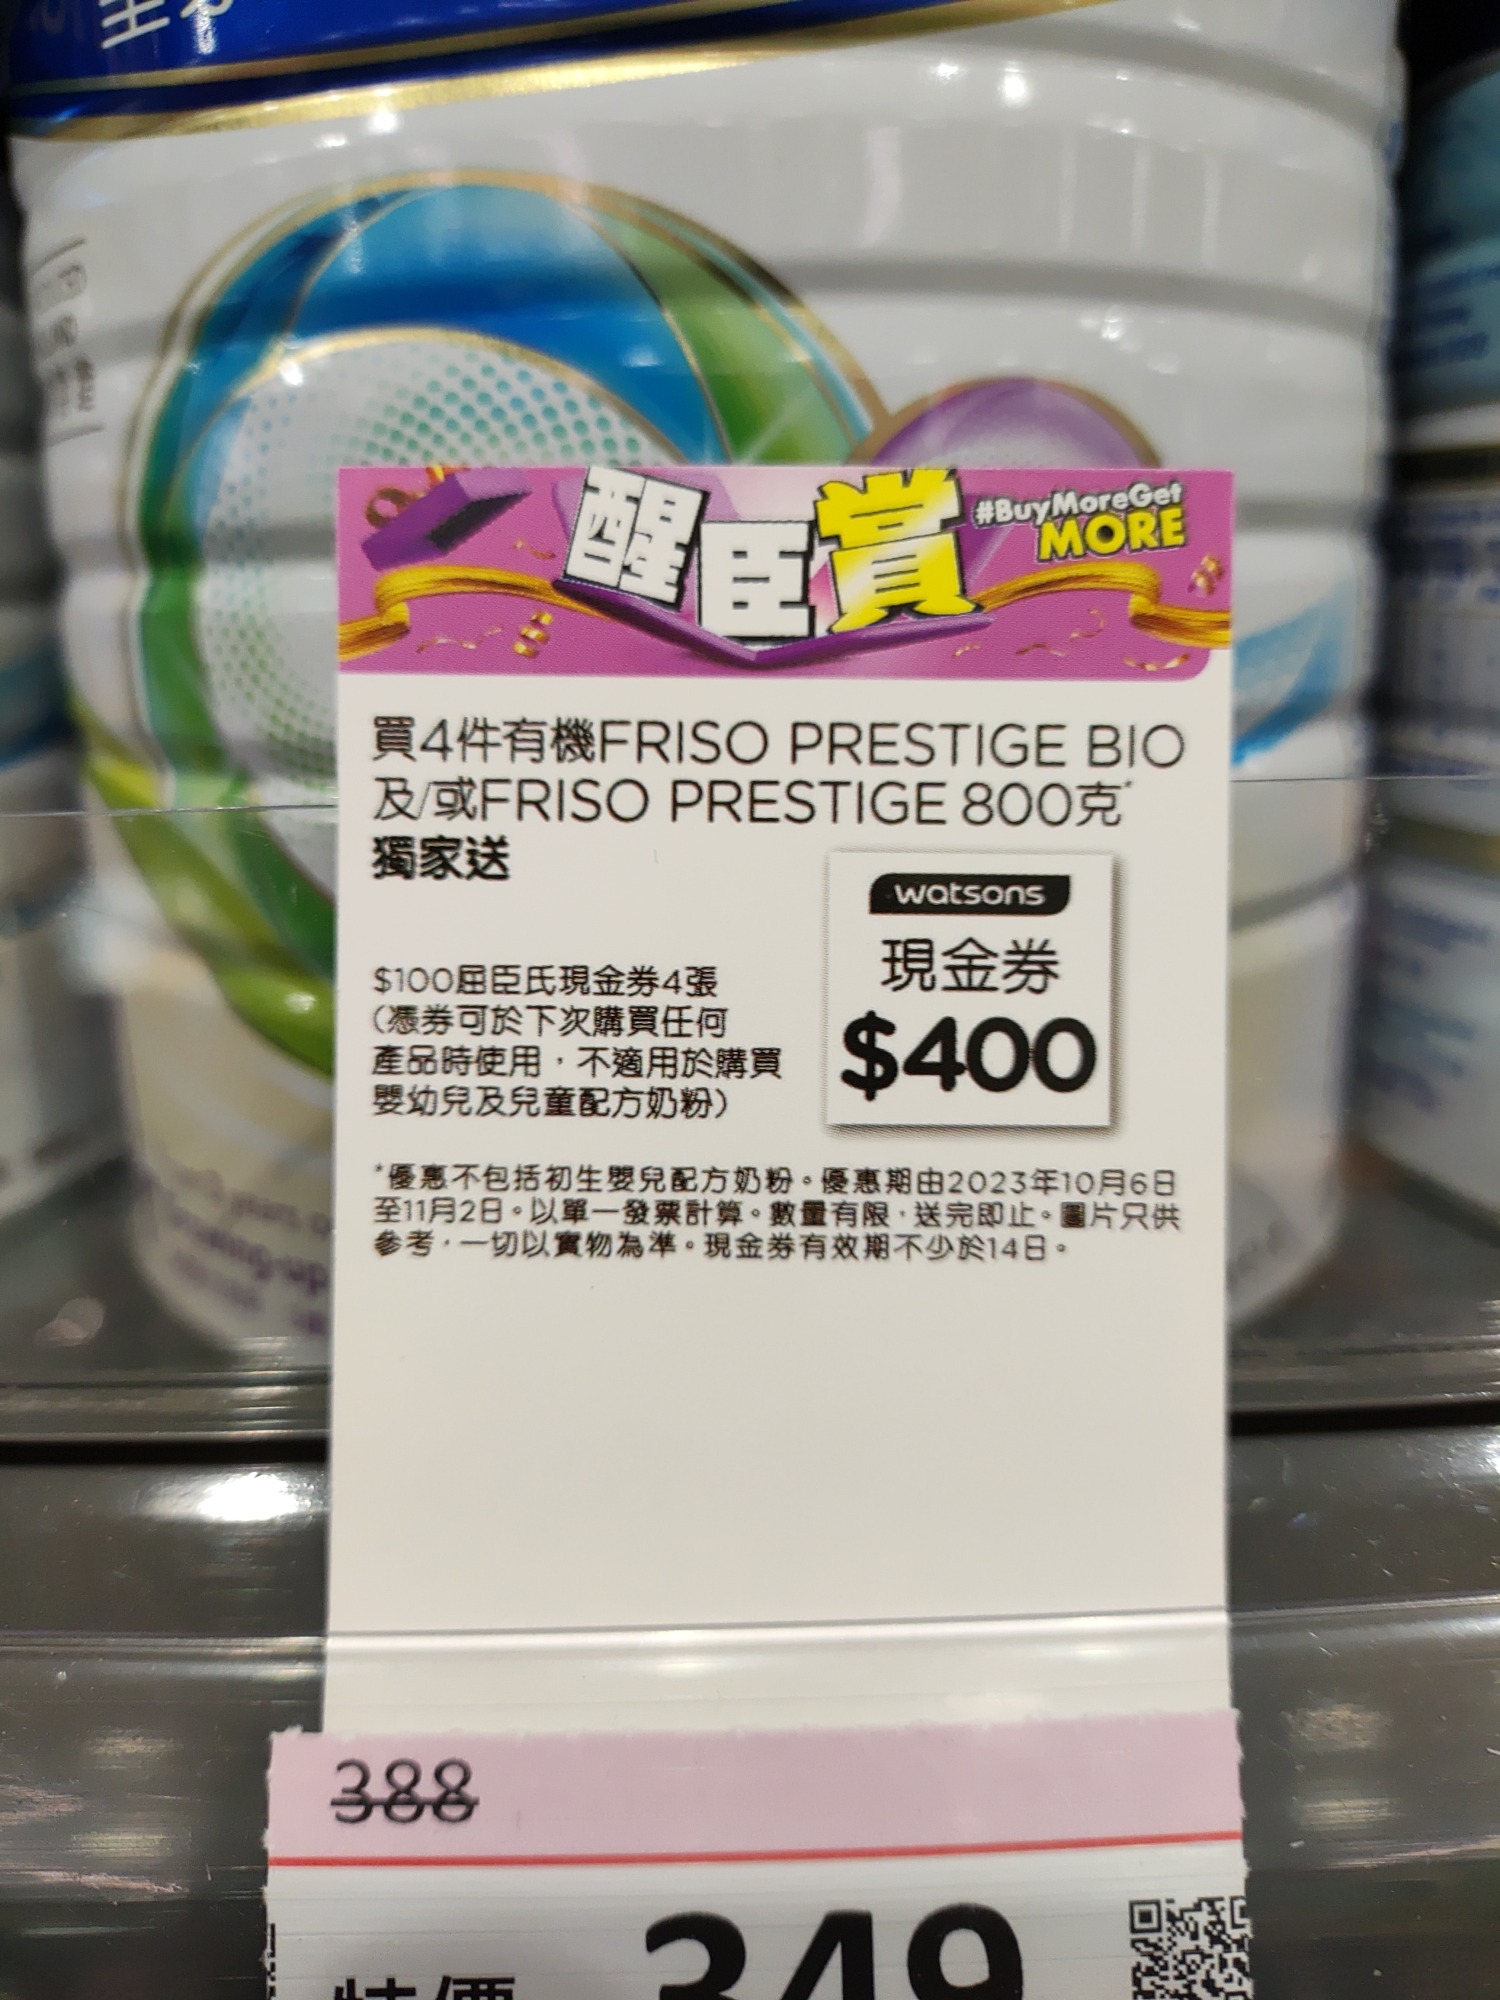 醒臣賞
#BuyMoreGet
MORE
買4件有機FRISO PRESTIGE BIO
及/或FRISO PRESTIGE 800克*
獨家送
watsons
現金券
$400
$100屈臣氏現金券4張
(憑券可於下次購買任何
產品時使用，不適用於購買
嬰幼兒及兒童配方奶粉)
*優惠不包括初生嬰兒配方奶粉。優惠期由2023年10月6日
至11月2日。以單一發票計算。數量有限，送完即止。圖片只供
參考，一切以實物為準。現金券有效期不少於14日。
388
特價 349